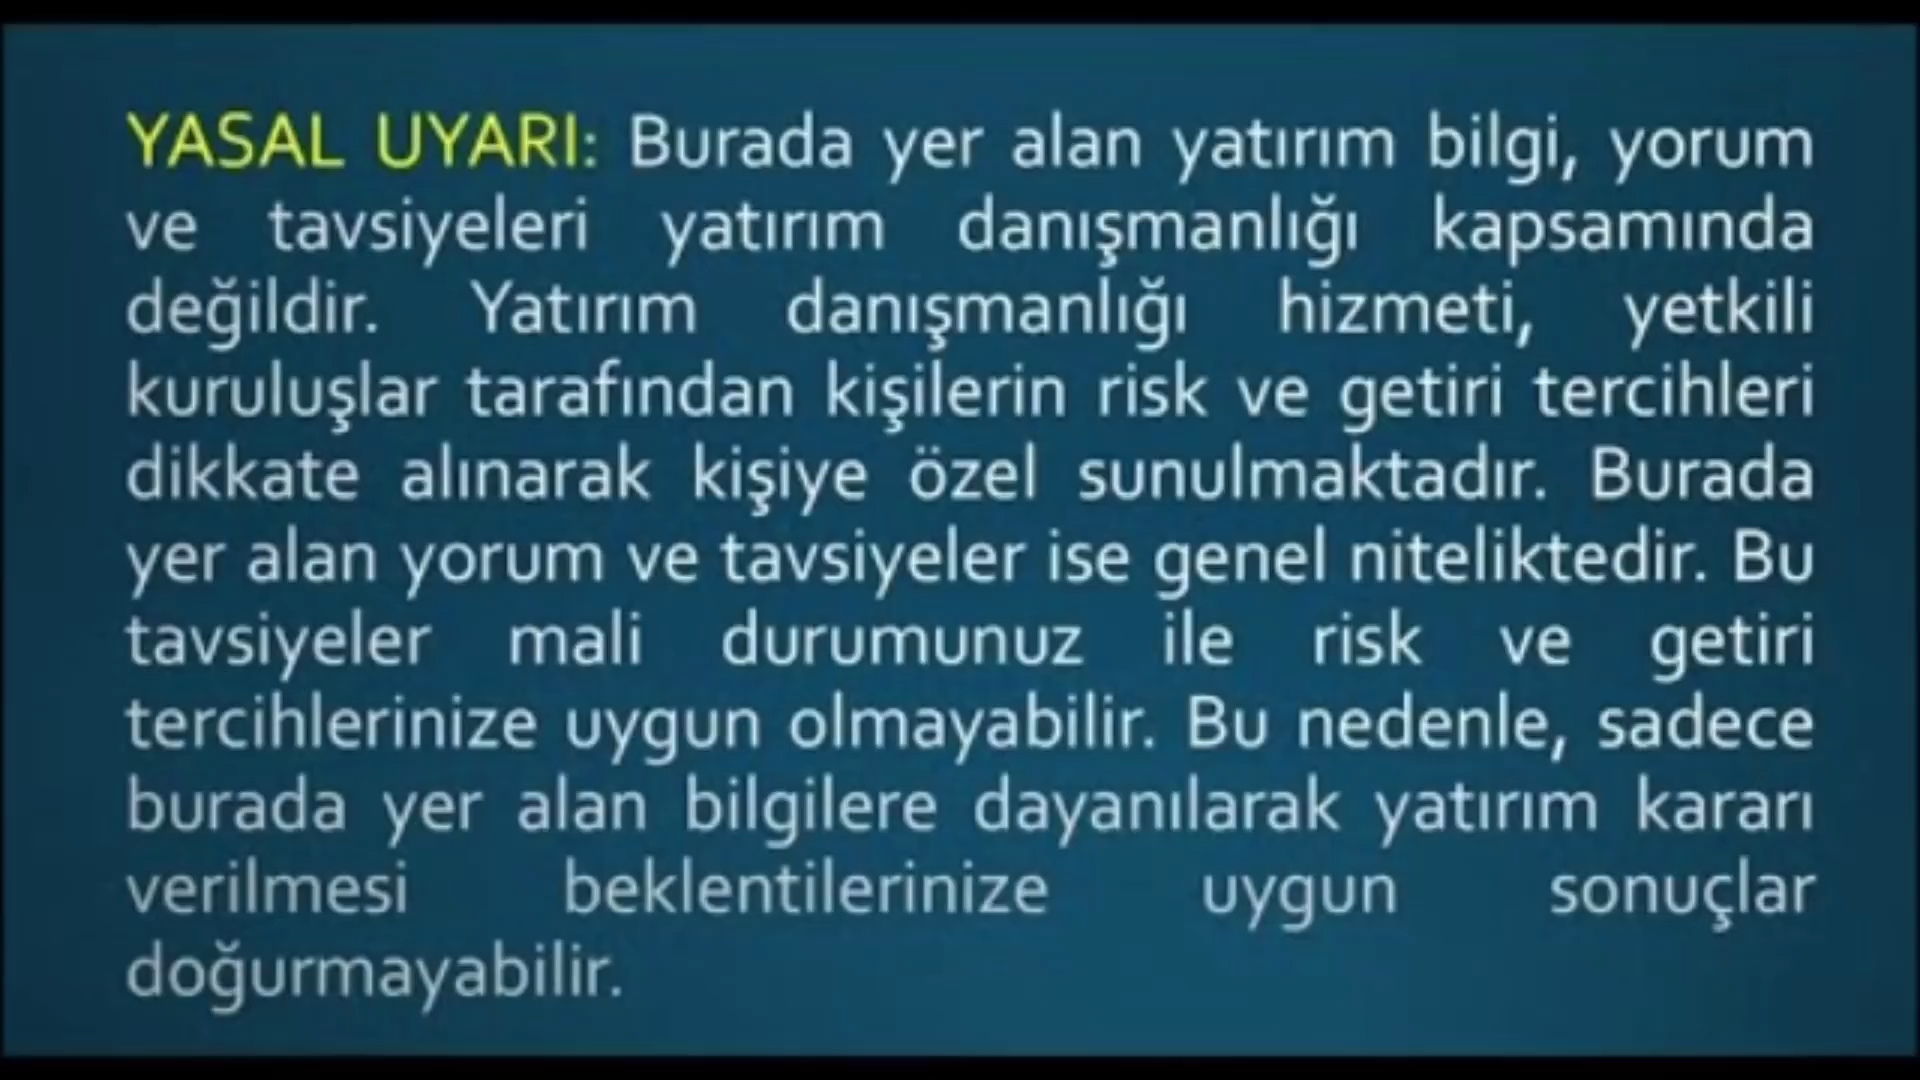 YASAL UYARI: Burada yer alan yatırım bilgi, yorum
ve tavsiyeleri yatırım danışmanlığı kapsamında
değildir. Yatırım danışmanlığı hizmeti, yetkili
kuruluşlar tarafından kişilerin risk ve getiri tercihleri
dikkate alınarak kişiye özel sunulmaktadır. Burada
yer alan yorum ve tavsiyeler ise genel niteliktedir. Bu
tavsiyeler mali durumunuz ile risk ve getiri
tercihlerinize uygun olmayabilir. Bu nedenle, sadece
burada yer alan bilgilere dayanılarak yatırım kararı
verilmesi beklentilerinize uygun sonuçlar
doğurmayabilir.